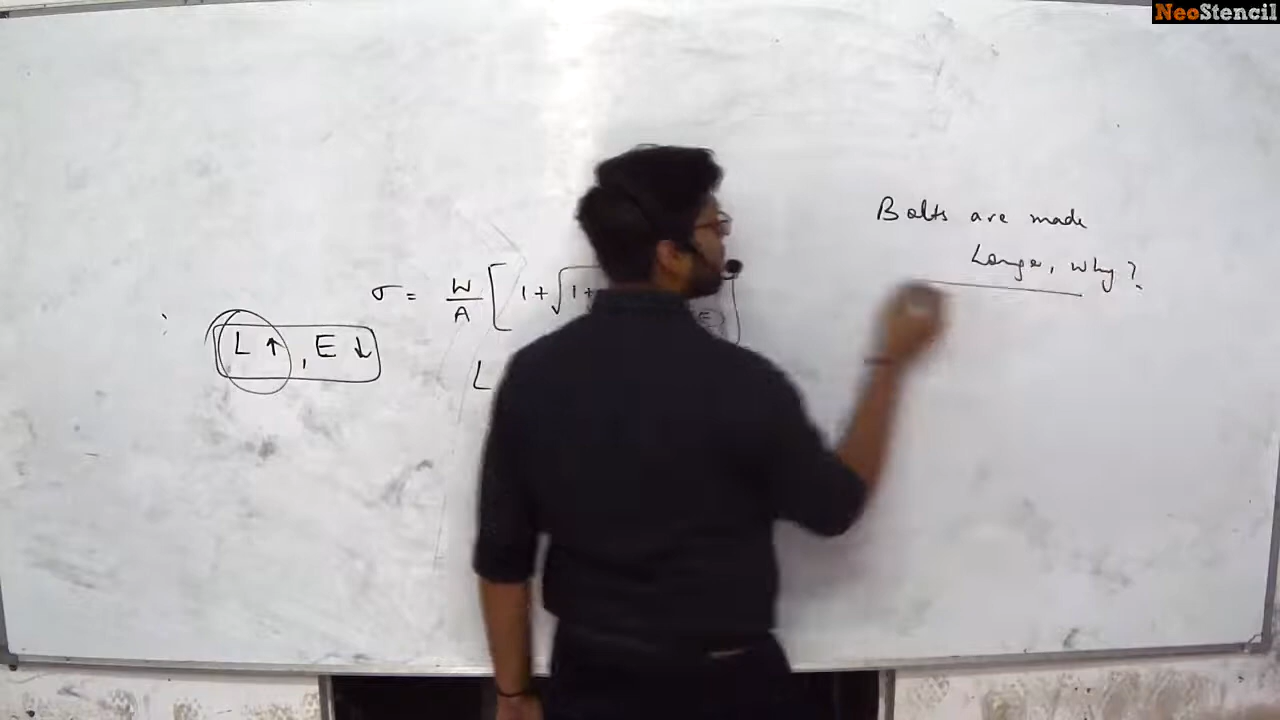 NeoStencil
Bolts are made
Longer, why?
σ = W/A [ 1 + √ 1 +
E
L ↑ , E ↓
L